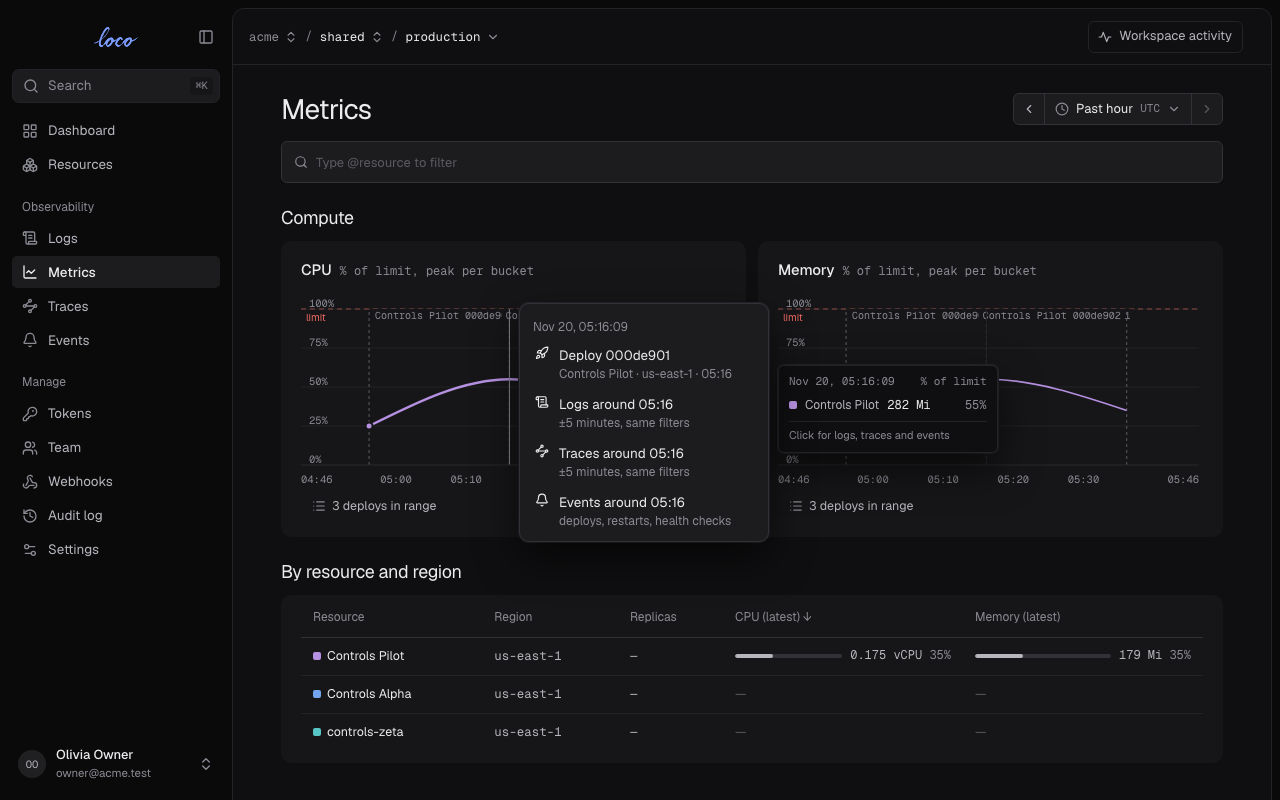 loco
acme / shared / production
Workspace activity
Search ⌘K
Dashboard
Resources
Observability
Logs
Metrics
Traces
Events
Manage
Tokens
Team
Webhooks
Audit log
Settings
OO
Olivia Owner
owner@acme.test
Metrics
Past hour UTC
Type @resource to filter
Compute
CPU % of limit, peak per bucket
100%
limit
Controls Pilot 000de9 Co
75%
50%
25%
0%
04:46 05:00 05:10
3 deploys in range
Nov 20, 05:16:09
Deploy 000de901
Controls Pilot · us-east-1 · 05:16
Logs around 05:16
±5 minutes, same filters
Traces around 05:16
±5 minutes, same filters
Events around 05:16
deploys, restarts, health checks
Memory % of limit, peak per bucket
100%
limit
Controls Pilot 000de9 Controls Pilot 000de902 1
75%
Nov 20, 05:16:09 % of limit
Controls Pilot 282 Mi 55%
Click for logs, traces and events
0%
04:46 05:00 05:10 05:20 05:30 05:46
3 deploys in range
By resource and region
Resource Region Replicas CPU (latest) ↓ Memory (latest)
Controls Pilot us-east-1 — 0.175 vCPU 35% 179 Mi 35%
Controls Alpha us-east-1 — — —
controls-zeta us-east-1 — — —